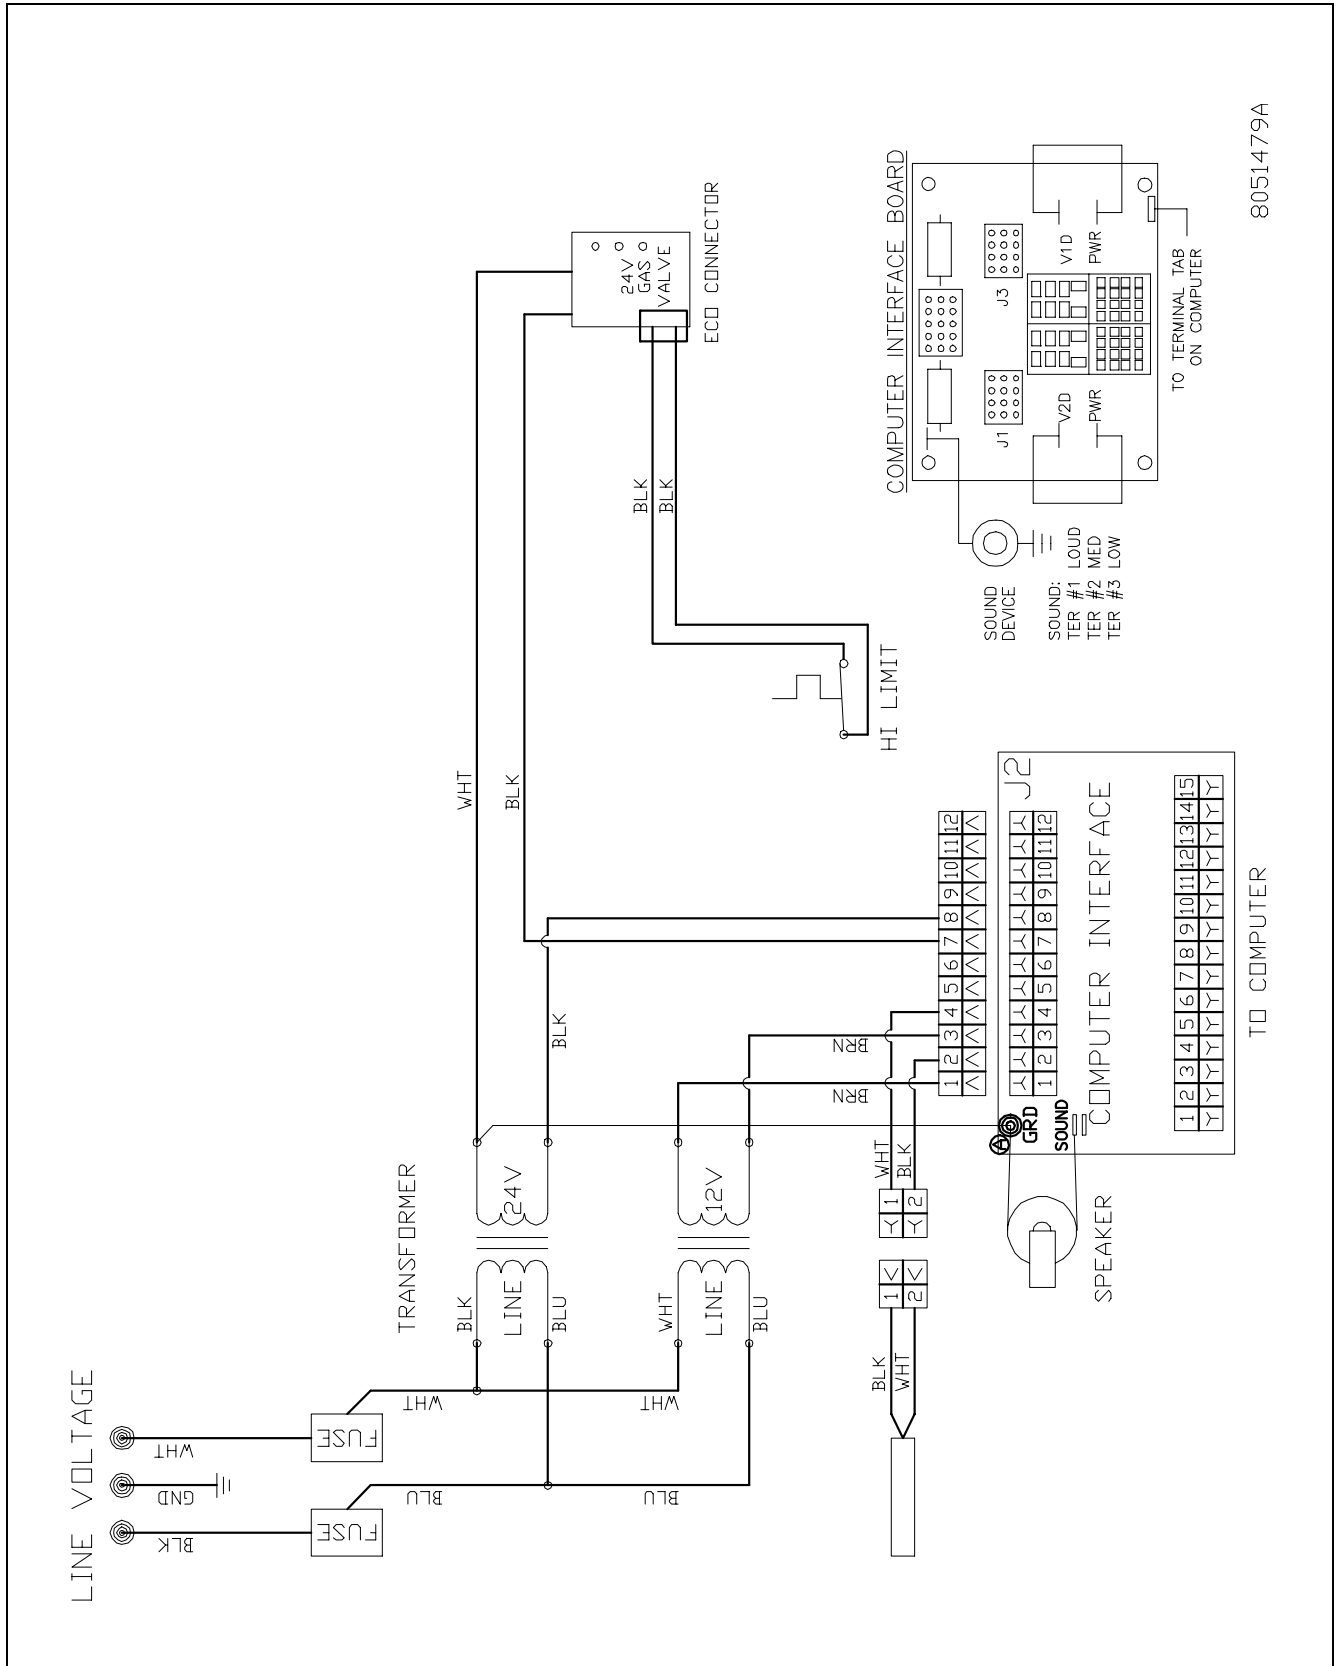 8051479A
LINE VOLTAGE
WHT
GND
BLK
FUSE
FUSE
WHT
WHT
BLU
BLU
TRANSFORMER
BLK
LINE
BLU
24V
WHT
LINE
BLU
12V
WHT
BLK
BLK
24V
GAS
VALVE
ECO CONNECTOR
BLK
BLK
HI LIMIT
BRN
BRN
1 2 3 4 5 6 7 8 9 10 11 12
1 2 3 4 5 6 7 8 9 10 11 12
J2
COMPUTER INTERFACE
A
GRD
SOUND
1 2 3 4 5 6 7 8 9 10 11 12 13 14 15
TO COMPUTER
WHT
BLK
1
2
1
2
BLK
WHT
SPEAKER
COMPUTER INTERFACE BOARD
J1
J3
V2D
PWR
V1D
PWR
TO TERMINAL TAB
ON COMPUTER
SOUND
DEVICE
SOUND:
TER #1 LOUD
TER #2 MED
TER #3 LOW